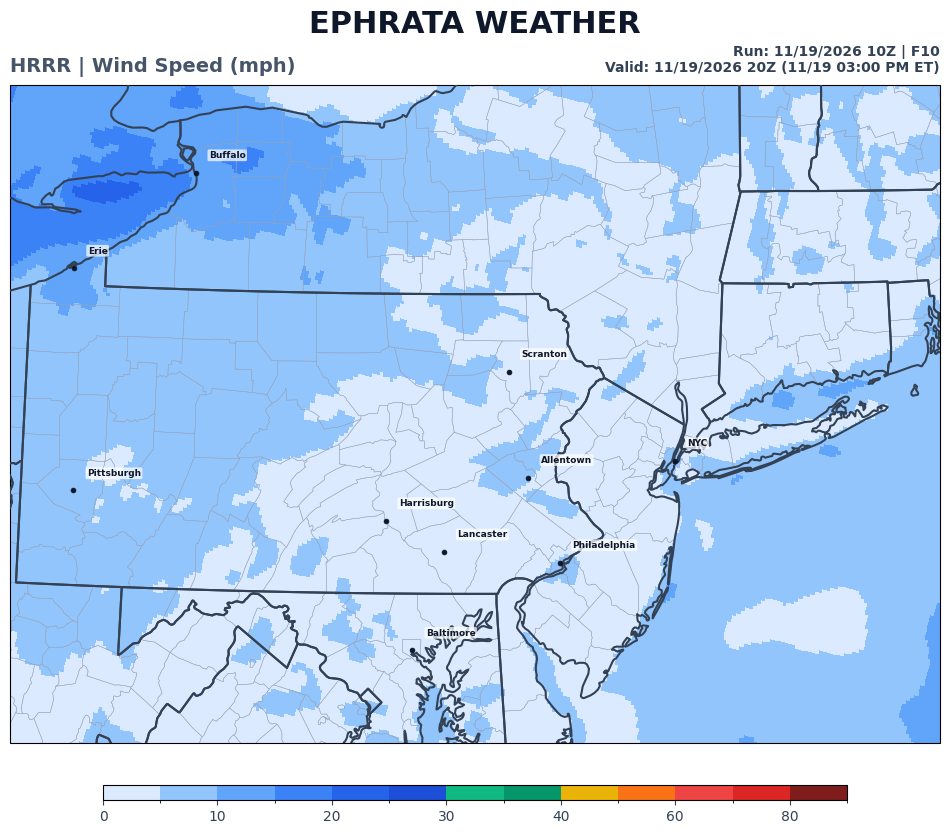 EPHRATA WEATHER
HRRR | Wind Speed (mph)
Run: 11/19/2026 10Z | F10
Valid: 11/19/2026 20Z (11/19 03:00 PM ET)
Buffalo
Erie
Scranton
NYC
Pittsburgh
Allentown
Harrisburg
Lancaster
Philadelphia
Baltimore
0 10 20 30 40 50 60 70 80